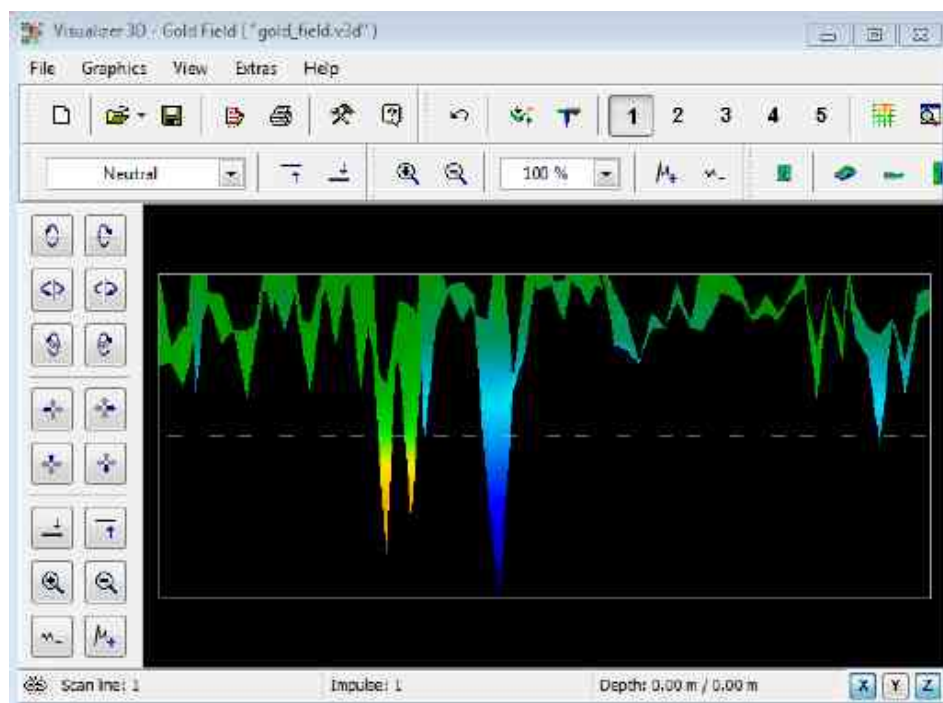 Visualizer 3D - Gold Field ( "gold_field.v3d" )
File Graphics View Extras Help
1 2 3 4 5
Neutral 100 %
Scan line: 1 Impulse: 1 Depth: 0.00 m / 0.00 m X Y Z